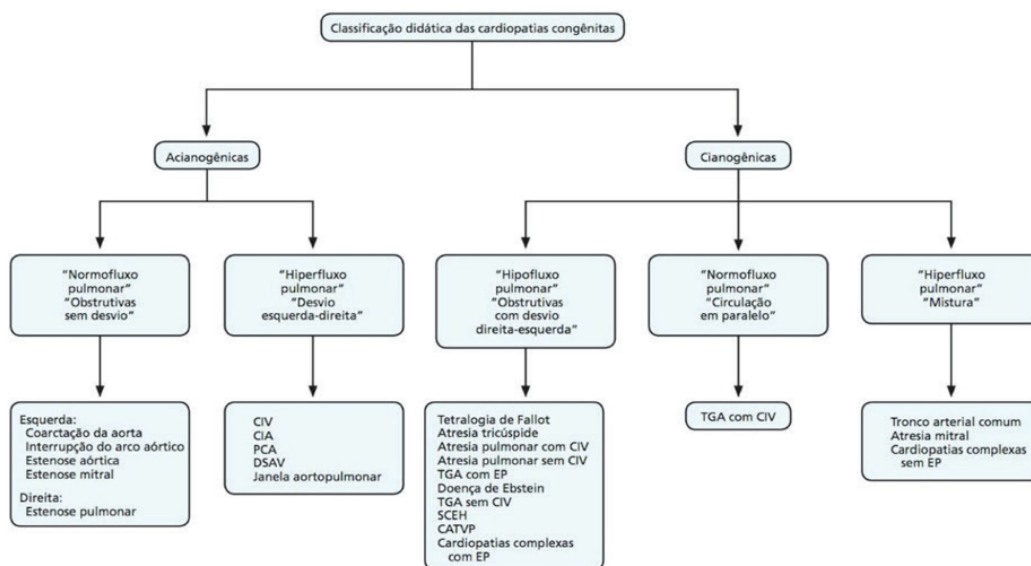 Classificação didática das cardiopatias congênitas
Acianogênicas
Cianogênicas
“Normofluxo
pulmonar”
“Obstrutivas
sem desvio”
“Hiperfluxo
pulmonar”
“Desvio
esquerda-direita”
“Hipofluxo
pulmonar”
“Obstrutivas
com desvio
direita-esquerda”
“Normofluxo
pulmonar”
“Circulação
em paralelo”
“Hiperfluxo
pulmonar”
“Mistura”
Esquerda:
Coarctação da aorta
Interrupção do arco aórtico
Estenose aórtica
Estenose mitral
Direita:
Estenose pulmonar
CIV
CIA
PCA
DSAV
Janela aortopulmonar
Tetralogia de Fallot
Atresia tricúspide
Atresia pulmonar com CIV
Atresia pulmonar sem CIV
TGA com EP
Doença de Ebstein
TGA sem CIV
SCEH
CATVP
Cardiopatias complexas
com EP
TGA com CIV
Tronco arterial comum
Atresia mitral
Cardiopatias complexas
sem EP